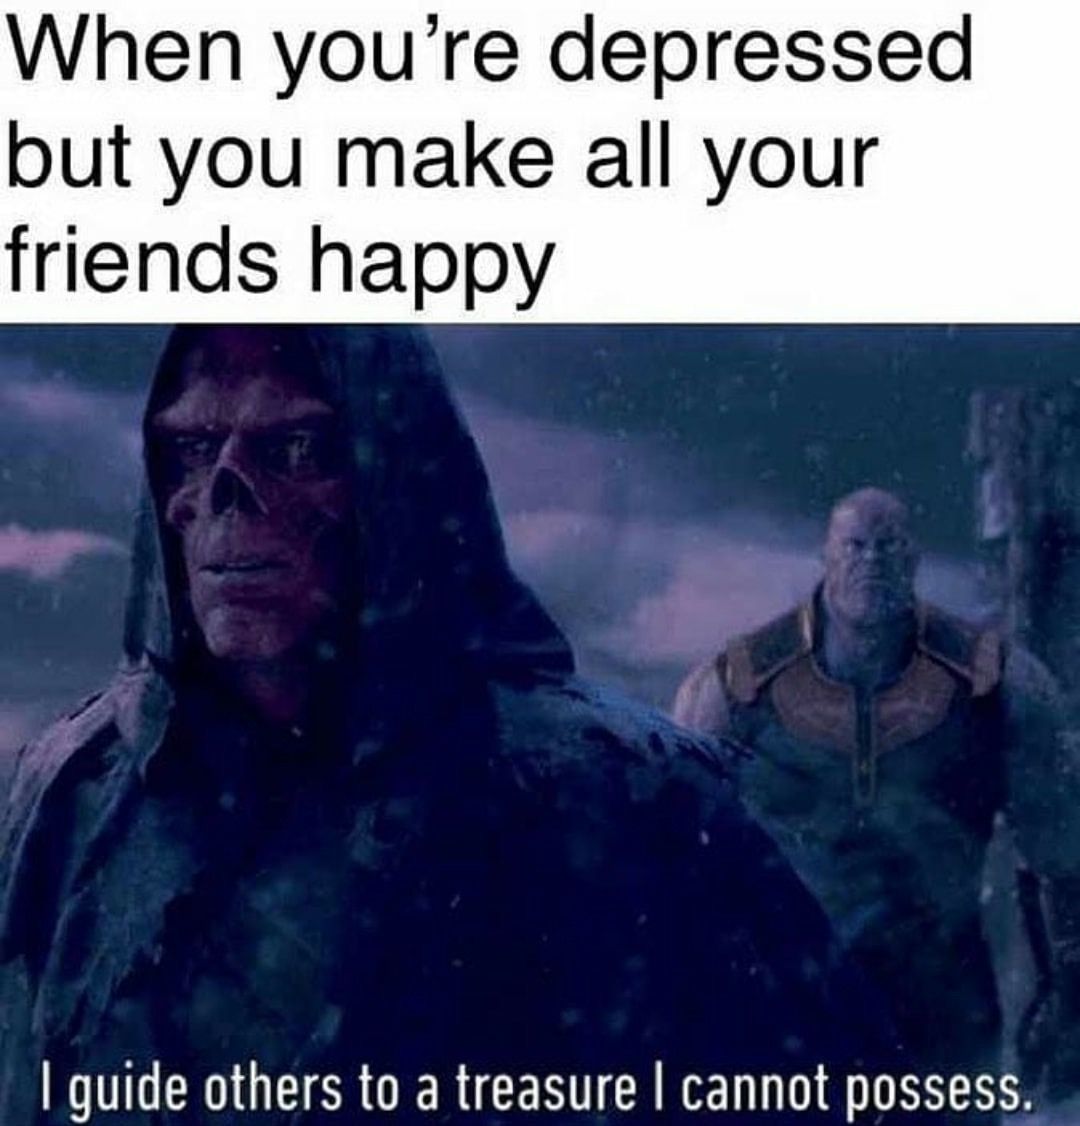 When you’re depressed
but you make all your
friends happy
I guide others to a treasure I cannot possess.